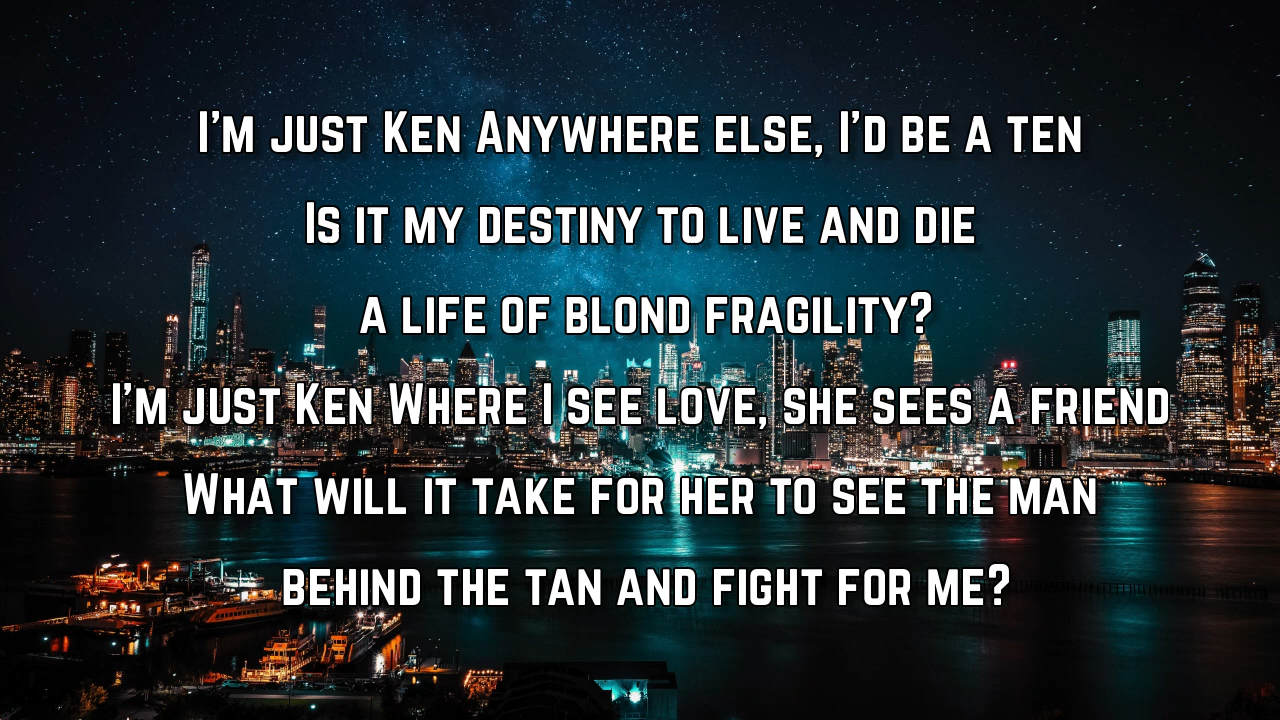 I'm just Ken Anywhere else, I'd be a ten
Is it my destiny to live and die
a life of blond fragility?
I'm just Ken Where I see love, she sees a friend
What will it take for her to see the man
behind the tan and fight for me?